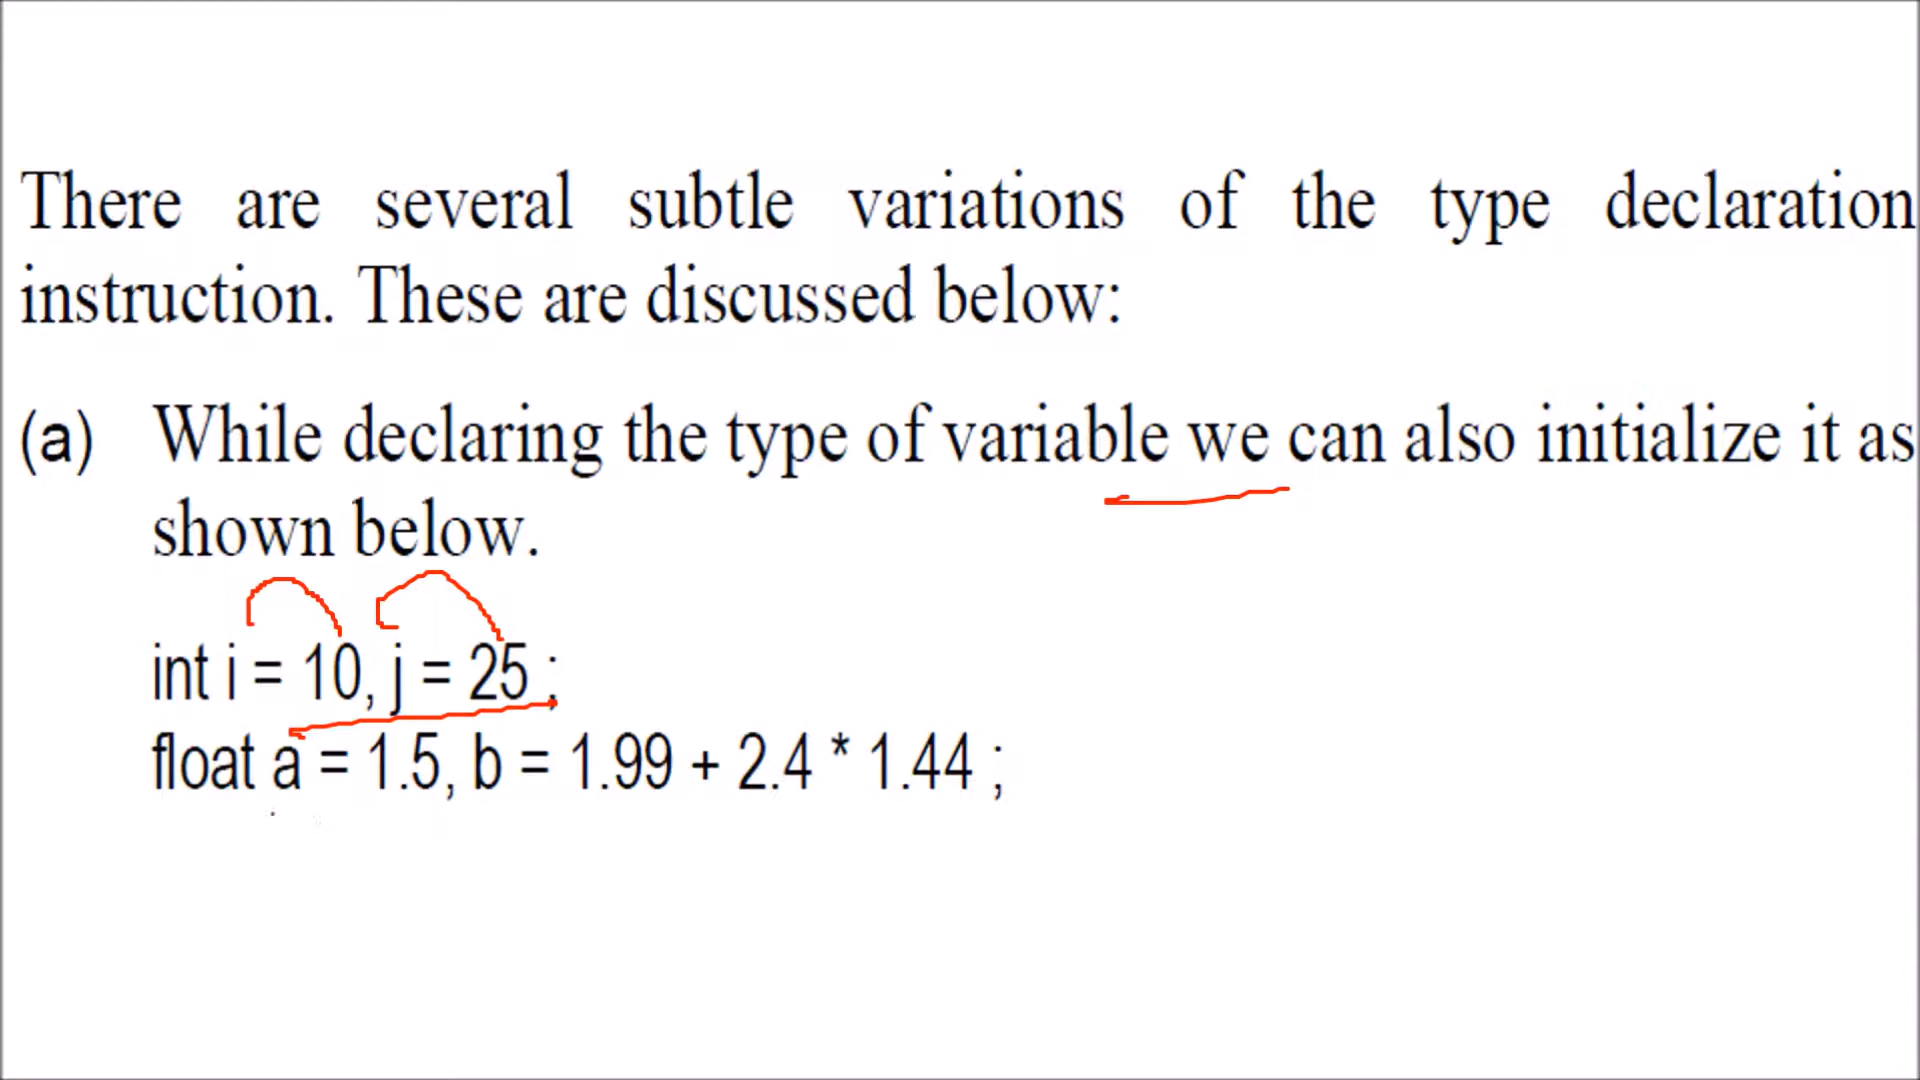 There are several subtle variations of the type declaration
instruction. These are discussed below:
(a) While declaring the type of variable we can also initialize it as
shown below.
int i = 10, j = 25 ;
float a = 1.5, b = 1.99 + 2.4 * 1.44 ;